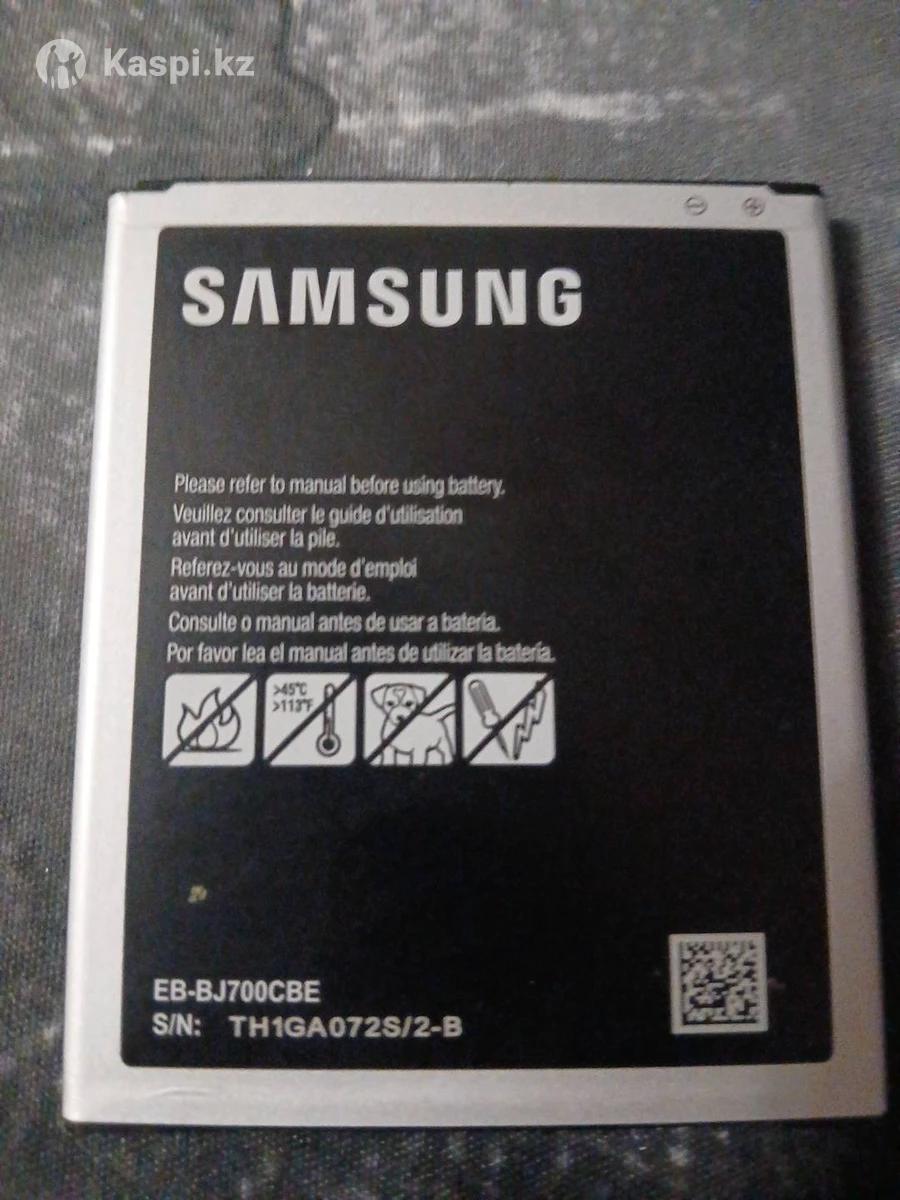 Kaspi.kz
SAMSUNG
Please refer to manual before using battery.
Veuillez consulter le guide d'utilisation
avant d'utiliser la pile.
Referez-vous au mode d'emploi
avant d'utiliser la batterie.
Consulte o manual antes de usar a bateria.
Por favor lea el manual antes de utilizar la batería.
>45°C
>113°F
EB-BJ700CBE
S/N: TH1GA072S/2-B